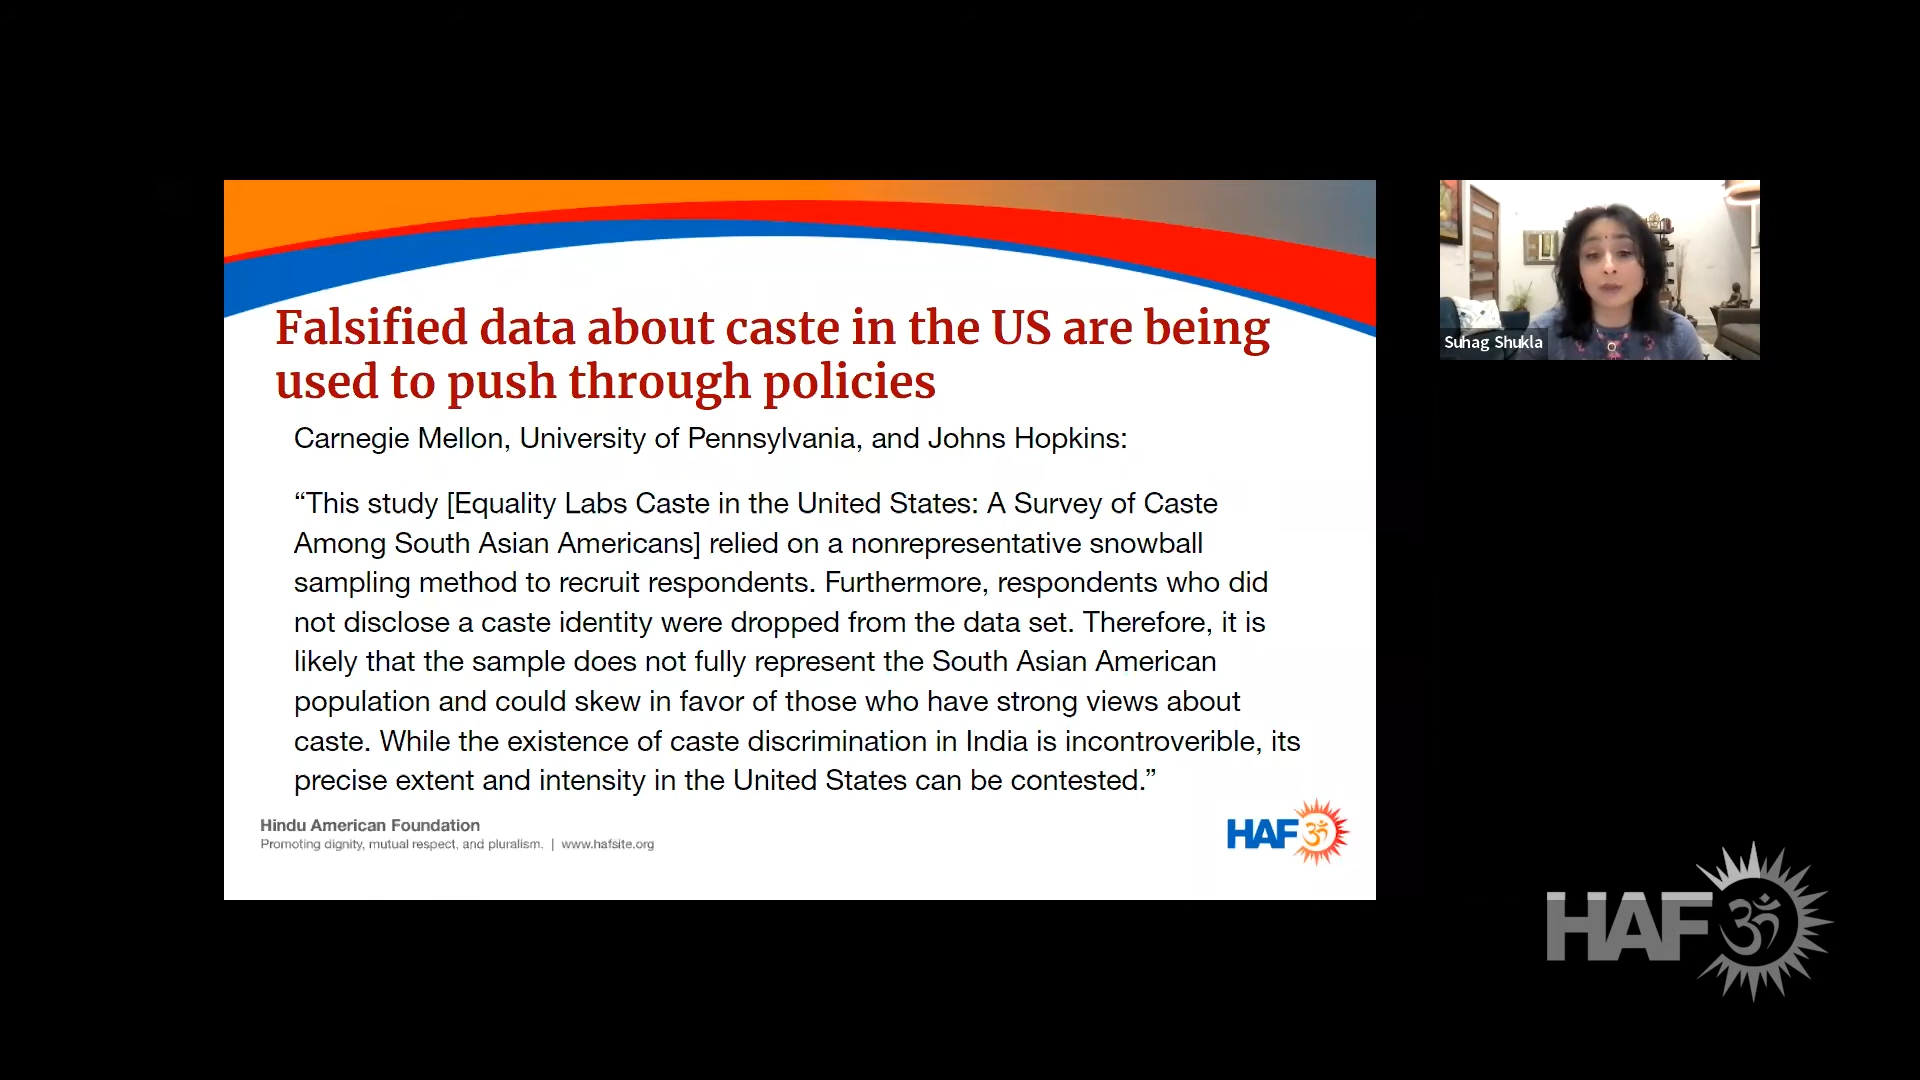 Falsified data about caste in the US are being
used to push through policies
Carnegie Mellon, University of Pennsylvania, and Johns Hopkins:
“This study [Equality Labs Caste in the United States: A Survey of Caste
Among South Asian Americans] relied on a nonrepresentative snowball
sampling method to recruit respondents. Furthermore, respondents who did
not disclose a caste identity were dropped from the data set. Therefore, it is
likely that the sample does not fully represent the South Asian American
population and could skew in favor of those who have strong views about
caste. While the existence of caste discrimination in India is incontroverible, its
precise extent and intensity in the United States can be contested.”
Hindu American Foundation
Promoting dignity, mutual respect, and pluralism. | www.hafsite.org
HAF ॐ
Suhag Shukla
HAF ॐ